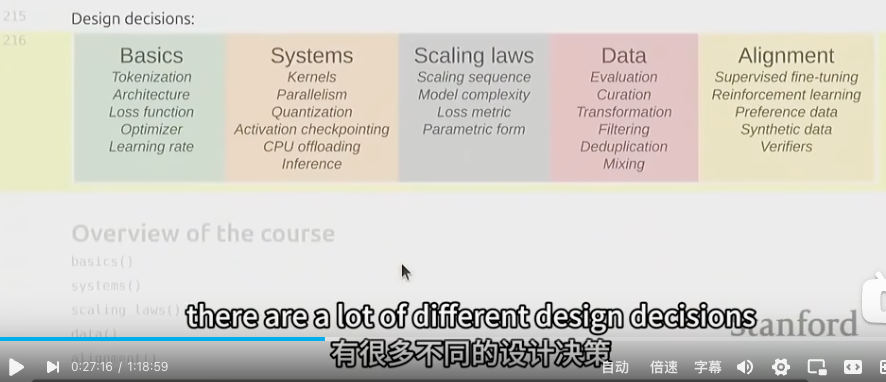 215
Design decisions:
216
Basics
Tokenization
Architecture
Loss function
Optimizer
Learning rate
Systems
Kernels
Parallelism
Quantization
Activation checkpointing
CPU offloading
Inference
Scaling laws
Scaling sequence
Model complexity
Loss metric
Parametric form
Data
Evaluation
Curation
Transformation
Filtering
Deduplication
Mixing
Alignment
Supervised fine-tuning
Reinforcement learning
Preference data
Synthetic data
Verifiers
Overview of the course
basics()
systems()
scaling_laws()
data()
there are a lot of different design decisions
Stanford
有很多不同的设计决策
0:27:16 / 1:18:59
自动 倍速 字幕